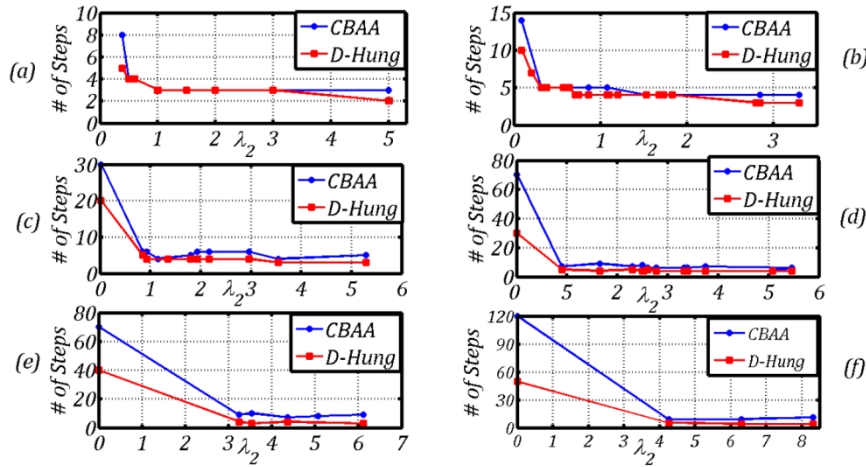 (a)
# of Steps
10
8
6
4
2
0
0 1 2 3 4 5
λ2
CBAA
D-Hung
(b)
# of Steps
15
10
5
0
0 1 2 3
λ2
CBAA
D-Hung
(c)
# of Steps
30
20
10
0
0 1 2 3 4 5 6
λ2
CBAA
D-Hung
(d)
# of Steps
80
60
40
20
0
0 5 1 2 3 4 5 6
λ2
CBAA
D-Hung
(e)
# of Steps
80
60
40
20
0
0 1 2 3 4 5 6 7
λ2
CBAA
D-Hung
(f)
# of Steps
120
90
60
30
0
0 1 2 3 4 5 6 7 8
λ2
CBAA
D-Hung